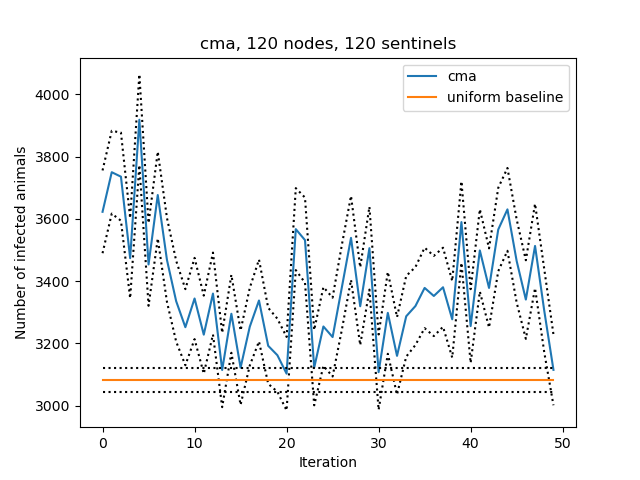 cma, 120 nodes, 120 sentinels
cma
uniform baseline
4000
3800
3600
3400
3200
3000
Number of infected animals
0 10 20 30 40 50
Iteration